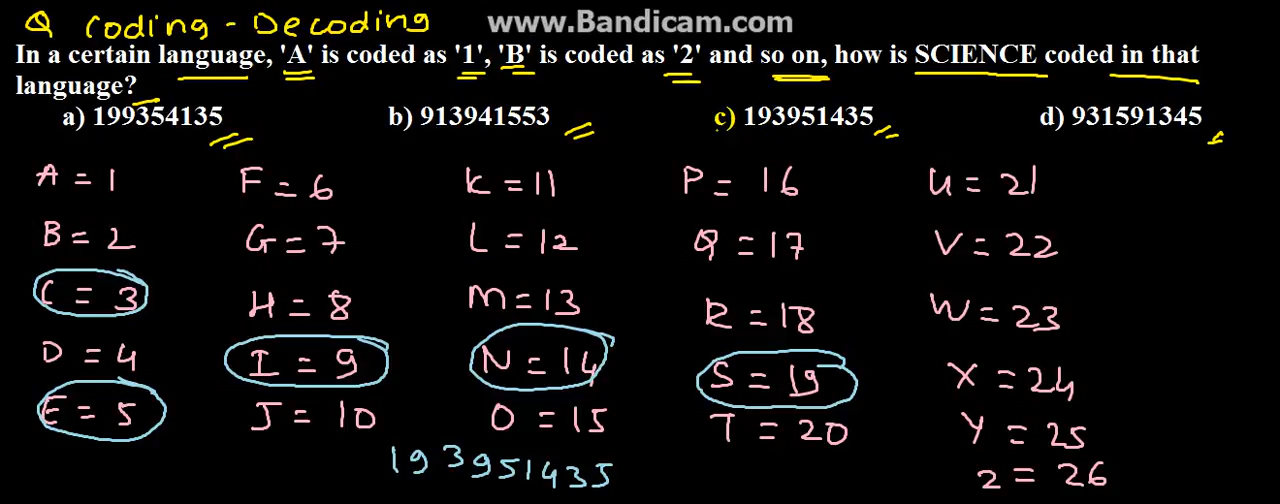 Q Coding - Decoding
www.Bandicam.com
In a certain language, 'A' is coded as '1', 'B' is coded as '2' and so on, how is SCIENCE coded in that
language?
a) 199354135 b) 913941553 c) 193951435 d) 931591345
A = 1 F = 6 K = 11 P = 16 U = 21
B = 2 G = 7 L = 12 Q = 17 V = 22
C = 3 H = 8 M = 13 R = 18 W = 23
D = 4 I = 9 N = 14 S = 19 X = 24
E = 5 J = 10 O = 15 T = 20 Y = 25
193951435 z = 26